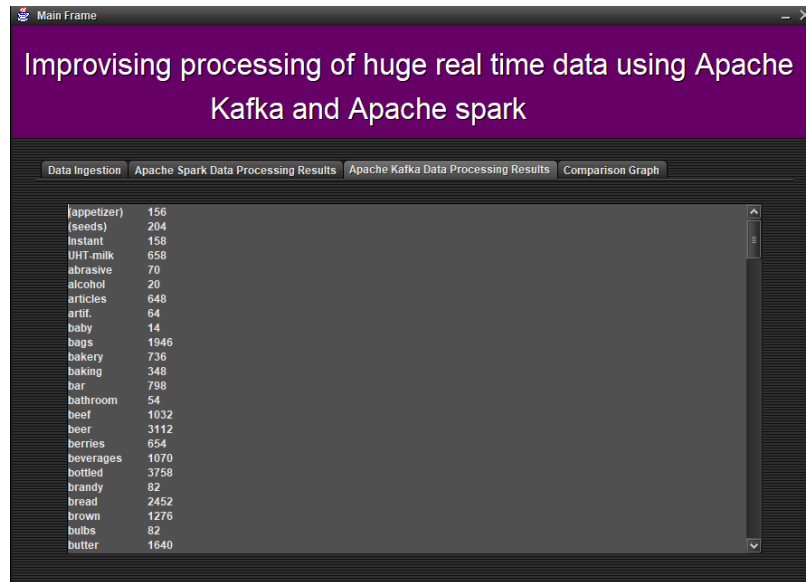 Main Frame
Improvising processing of huge real time data using Apache
Kafka and Apache spark
Data Ingestion Apache Spark Data Processing Results Apache Kafka Data Processing Results Comparison Graph
(appetizer) 156
(seeds) 204
Instant 158
UHT-milk 658
abrasive 70
alcohol 20
articles 648
artif. 64
baby 14
bags 1946
bakery 736
baking 348
bar 798
bathroom 54
beef 1032
beer 3112
berries 654
beverages 1070
bottled 3758
brandy 82
bread 2452
brown 1276
bulbs 82
butter 1640